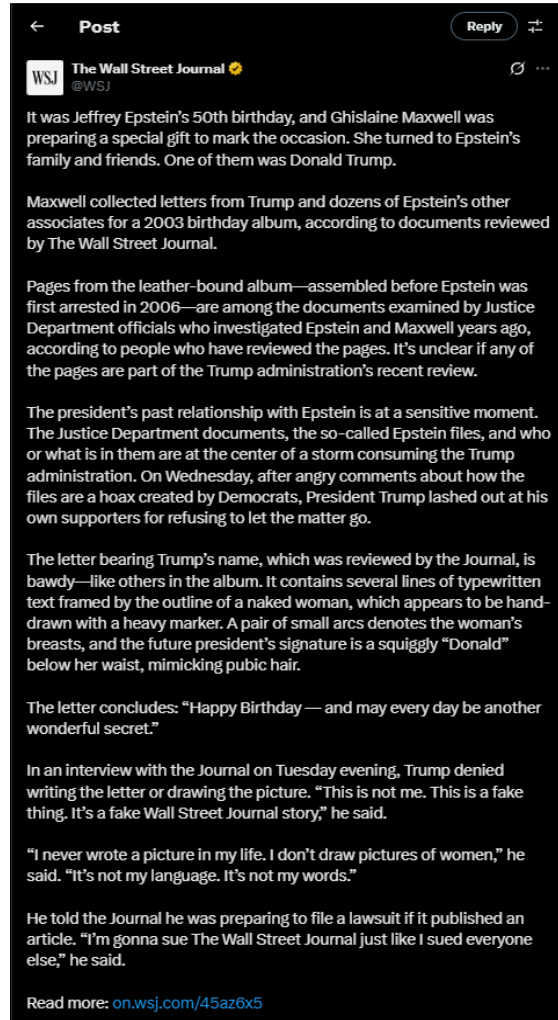 Post
Reply
WSJ
The Wall Street Journal
@WSJ
It was Jeffrey Epstein’s 50th birthday, and Ghislaine Maxwell was
preparing a special gift to mark the occasion. She turned to Epstein’s
family and friends. One of them was Donald Trump.
Maxwell collected letters from Trump and dozens of Epstein’s other
associates for a 2003 birthday album, according to documents reviewed
by The Wall Street Journal.
Pages from the leather-bound album—assembled before Epstein was
first arrested in 2006—are among the documents examined by Justice
Department officials who investigated Epstein and Maxwell years ago,
according to people who have reviewed the pages. It’s unclear if any of
the pages are part of the Trump administration’s recent review.
The president’s past relationship with Epstein is at a sensitive moment.
The Justice Department documents, the so-called Epstein files, and who
or what is in them are at the center of a storm consuming the Trump
administration. On Wednesday, after angry comments about how the
files are a hoax created by Democrats, President Trump lashed out at his
own supporters for refusing to let the matter go.
The letter bearing Trump’s name, which was reviewed by the Journal, is
bawdy—like others in the album. It contains several lines of typewritten
text framed by the outline of a naked woman, which appears to be hand-
drawn with a heavy marker. A pair of small arcs denotes the woman’s
breasts, and the future president’s signature is a squiggly “Donald”
below her waist, mimicking pubic hair.
The letter concludes: “Happy Birthday — and may every day be another
wonderful secret.”
In an interview with the Journal on Tuesday evening, Trump denied
writing the letter or drawing the picture. “This is not me. This is a fake
thing. It’s a fake Wall Street Journal story,” he said.
“I never wrote a picture in my life. I don’t draw pictures of women,” he
said. “It’s not my language. It’s not my words.”
He told the Journal he was preparing to file a lawsuit if it published an
article. “I’m gonna sue The Wall Street Journal just like I sued everyone
else,” he said.
Read more: on.wsj.com/45az6x5